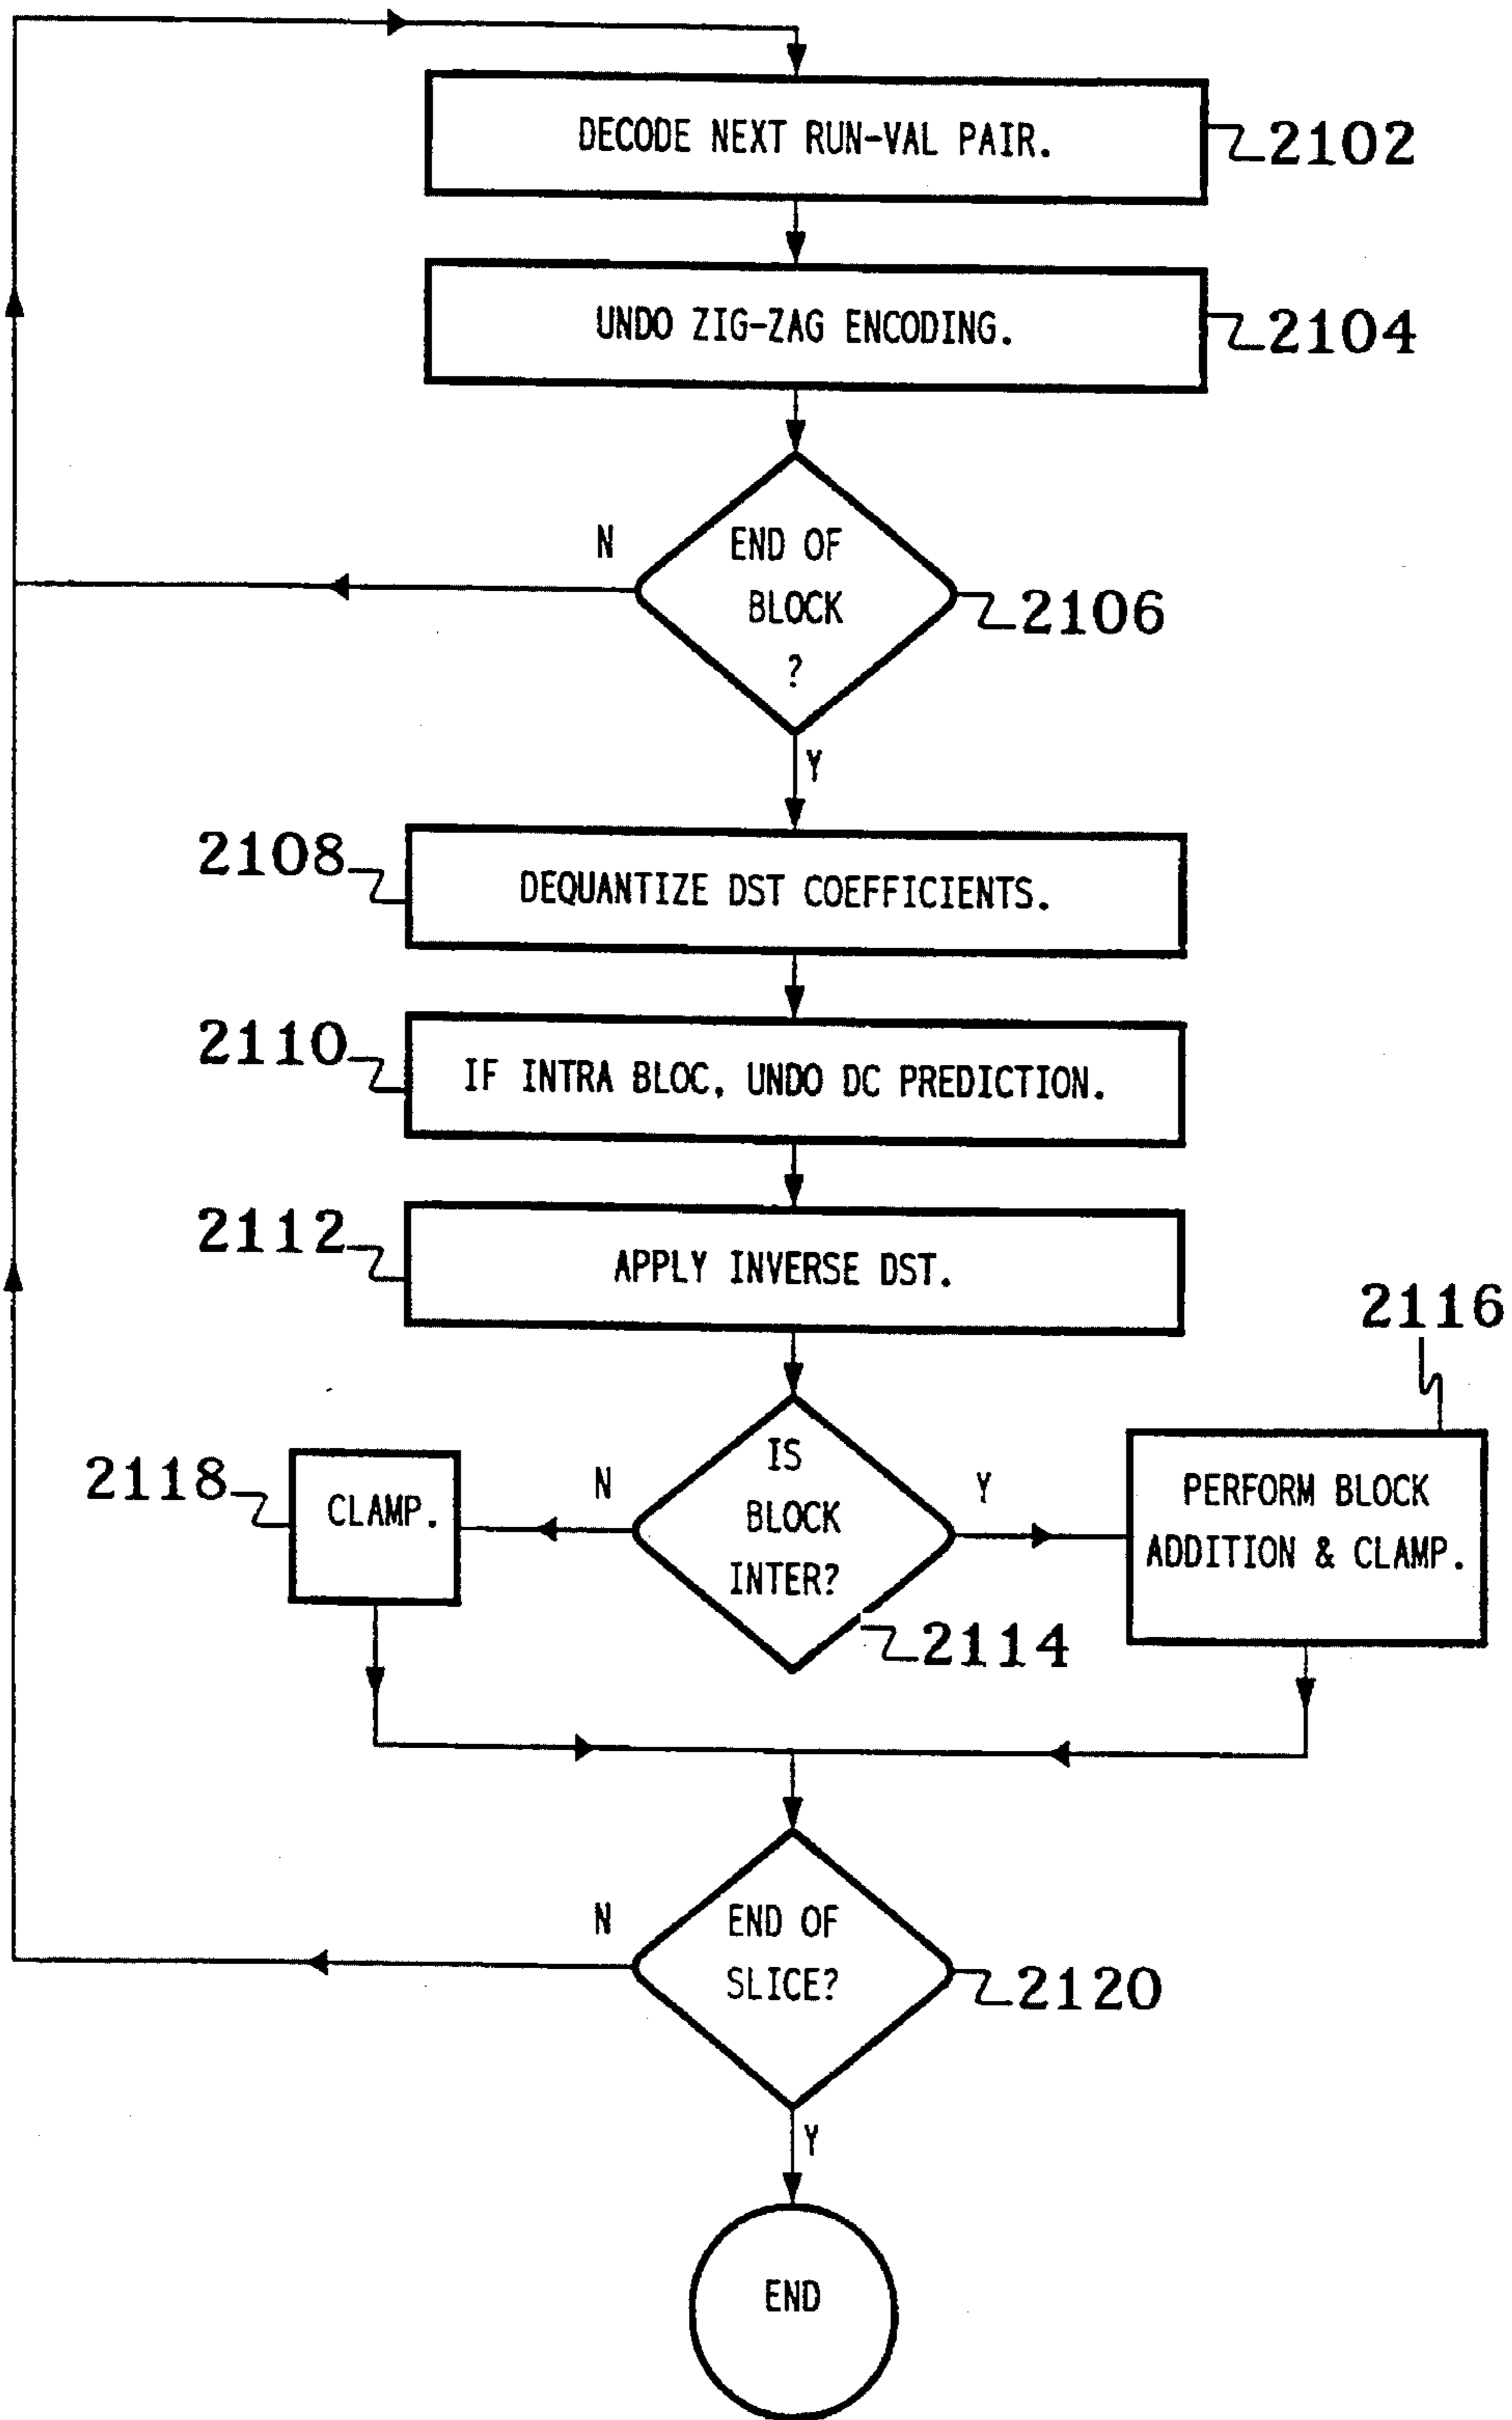 DECODE NEXT RUN-VAL PAIR.
2102
UNDO ZIG-ZAG ENCODING.
2104
N
END OF
BLOCK
?
2106
Y
2108
DEQUANTIZE DST COEFFICIENTS.
2110
IF INTRA BLOC, UNDO DC PREDICTION.
2112
APPLY INVERSE DST.
2116
2118
CLAMP.
N
IS
BLOCK
INTER?
Y
2114
PERFORM BLOCK
ADDITION & CLAMP.
N
END OF
SLICE?
2120
Y
END